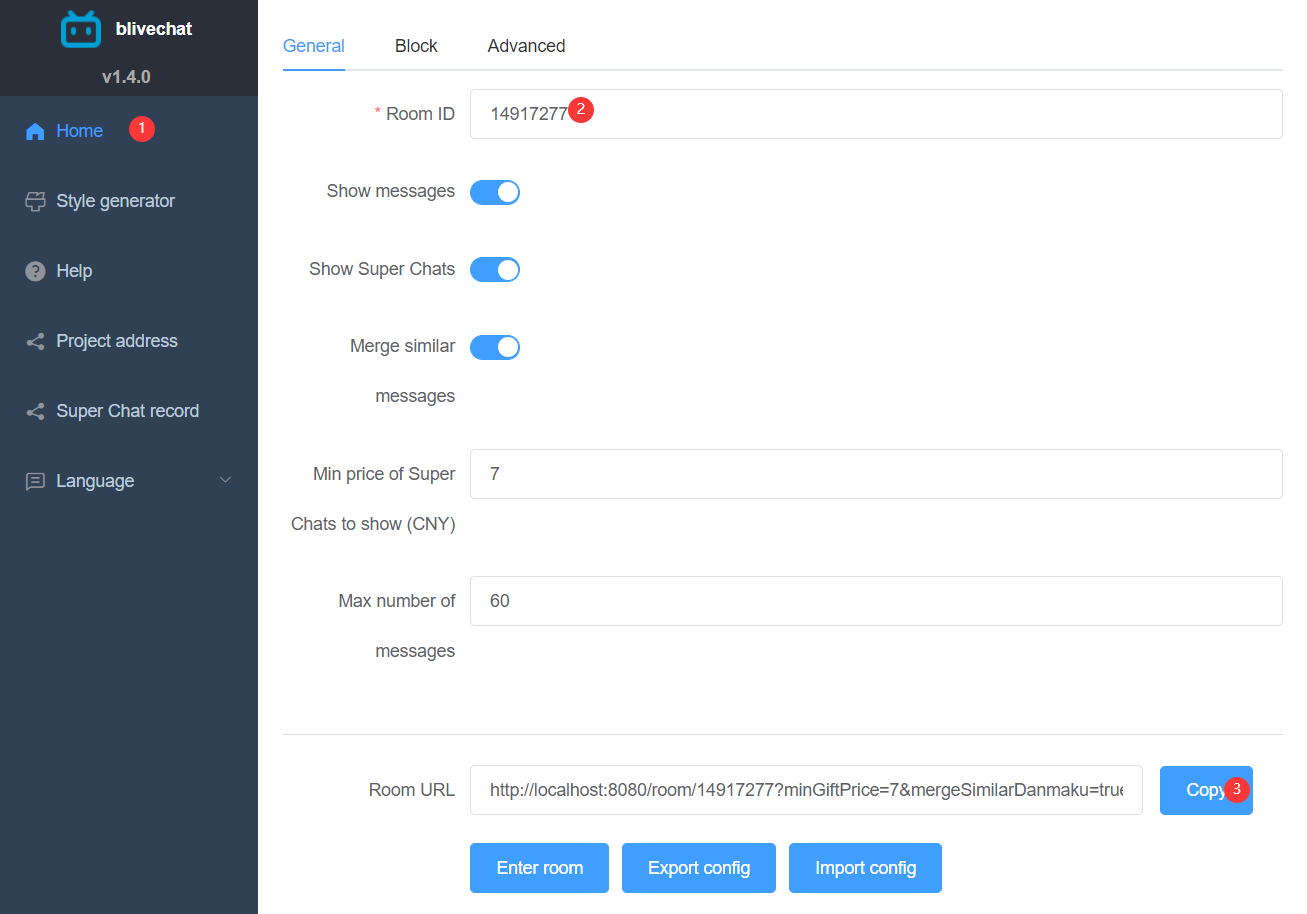 blivechat
v1.4.0
Home 1
Style generator
Help
Project address
Super Chat record
Language
General Block Advanced
* Room ID 14917277 2
Show messages
Show Super Chats
Merge similar
messages
Min price of Super 7
Chats to show (CNY)
Max number of 60
messages
Room URL http://localhost:8080/room/14917277?minGiftPrice=7&mergeSimilarDanmaku=true Copy 3
Enter room Export config Import config